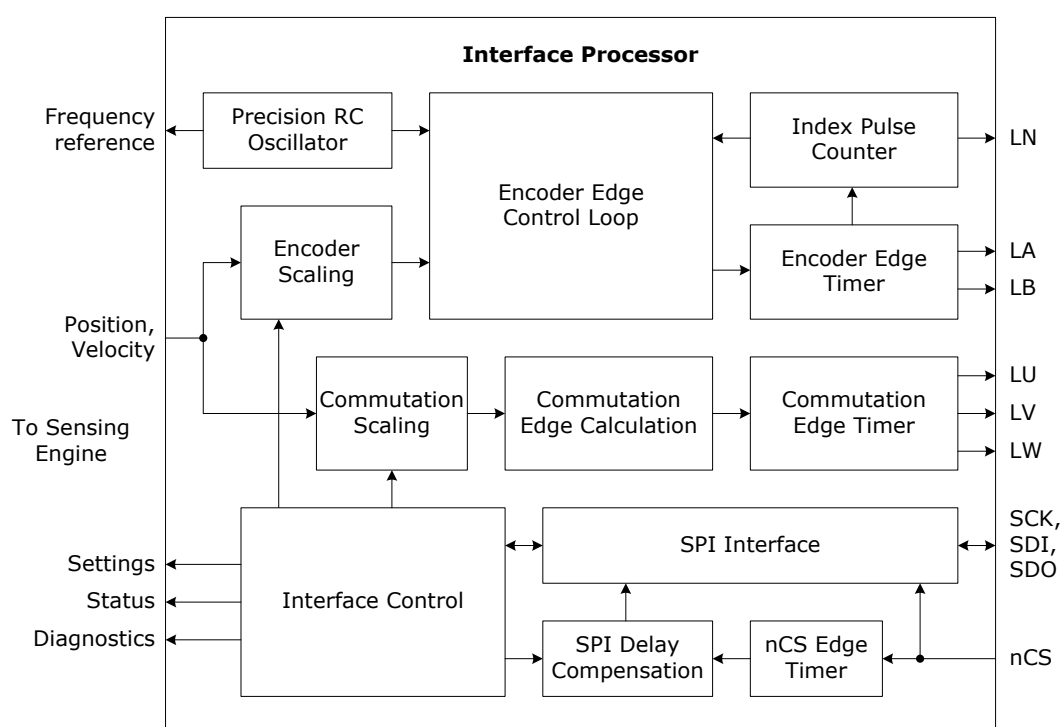 Interface Processor
Frequency
reference
Precision RC
Oscillator
Encoder Edge
Control Loop
Index Pulse
Counter
LN
Encoder
Scaling
Encoder Edge
Timer
LA
LB
Position,
Velocity
To Sensing
Engine
Commutation
Scaling
Commutation
Edge Calculation
Commutation
Edge Timer
LU
LV
LW
Settings
Status
Diagnostics
Interface Control
SPI Interface
SCK,
SDI,
SDO
SPI Delay
Compensation
nCS Edge
Timer
nCS